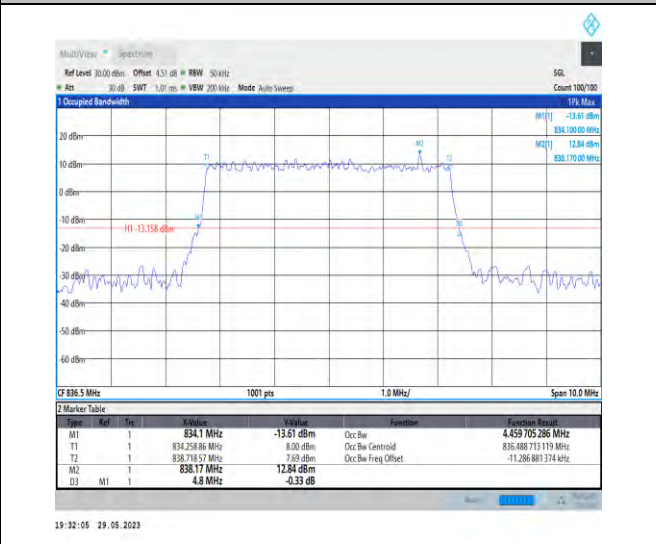 MultiView Spectrum
Ref Level 30.00 dBm Offset 4.51 dB RBW 50 kHz SGL
Att 30 dB SWT 1.01 ms VBW 200 kHz Mode Auto Sweep Count 100/100
1 Occupied Bandwidth 1Pk Max
M1[1] -13.61 dBm
834.100 00 MHz
M2[1] 12.84 dBm
838.170 00 MHz
20 dBm
M2
T1 T2
10 dBm
0 dBm
-10 dBm
M1
H1 -13.158 dBm
D3
-20 dBm
-30 dBm
-40 dBm
-50 dBm
-60 dBm
CF 836.5 MHz 1001 pts 1.0 MHz/ Span 10.0 MHz
2 Marker Table
Type Ref Trc X-Value Y-Value Function Function Result
M1 1 834.1 MHz -13.61 dBm Occ Bw 4.459 705 286 MHz
T1 1 834.258 86 MHz 8.00 dBm Occ Bw Centroid 836.488 713 119 MHz
T2 1 838.718 57 MHz 7.69 dBm Occ Bw Freq Offset -11.286 881 374 kHz
M2 1 838.17 MHz 12.84 dBm
D3 M1 1 4.8 MHz -0.33 dB
19:32:05 29.05.2023